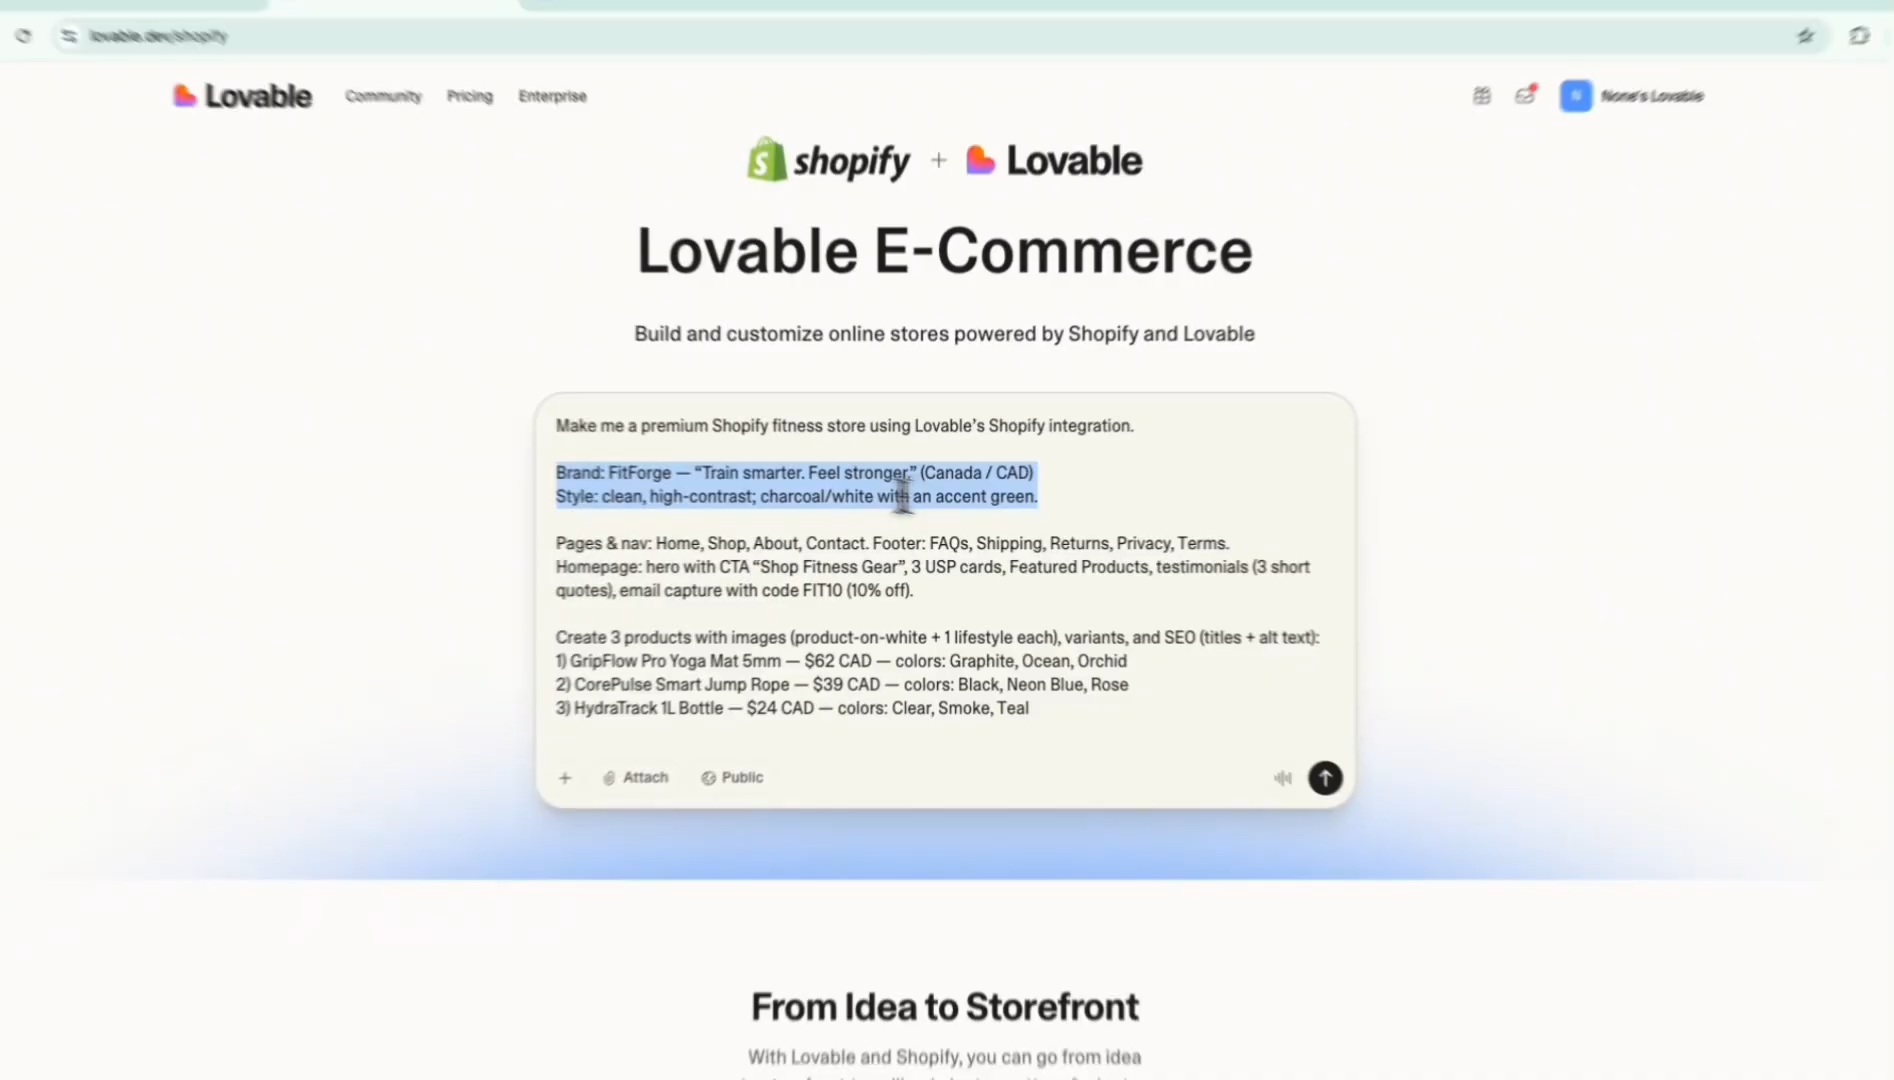 lovable.dev/shopify
Lovable Community Pricing Enterprise
None's Lovable
shopify + Lovable
Lovable E-Commerce
Build and customize online stores powered by Shopify and Lovable
Make me a premium Shopify fitness store using Lovable’s Shopify integration.
Brand: FitForge — “Train smarter. Feel stronger.” (Canada / CAD)
Style: clean, high-contrast; charcoal/white with an accent green.
Pages & nav: Home, Shop, About, Contact. Footer: FAQs, Shipping, Returns, Privacy, Terms.
Homepage: hero with CTA “Shop Fitness Gear”, 3 USP cards, Featured Products, testimonials (3 short
quotes), email capture with code FIT10 (10% off).
Create 3 products with images (product-on-white + 1 lifestyle each), variants, and SEO (titles + alt text):
1) GripFlow Pro Yoga Mat 5mm — $62 CAD — colors: Graphite, Ocean, Orchid
2) CorePulse Smart Jump Rope — $39 CAD — colors: Black, Neon Blue, Rose
3) HydraTrack 1L Bottle — $24 CAD — colors: Clear, Smoke, Teal
+ Attach Public
From Idea to Storefront
With Lovable and Shopify, you can go from idea